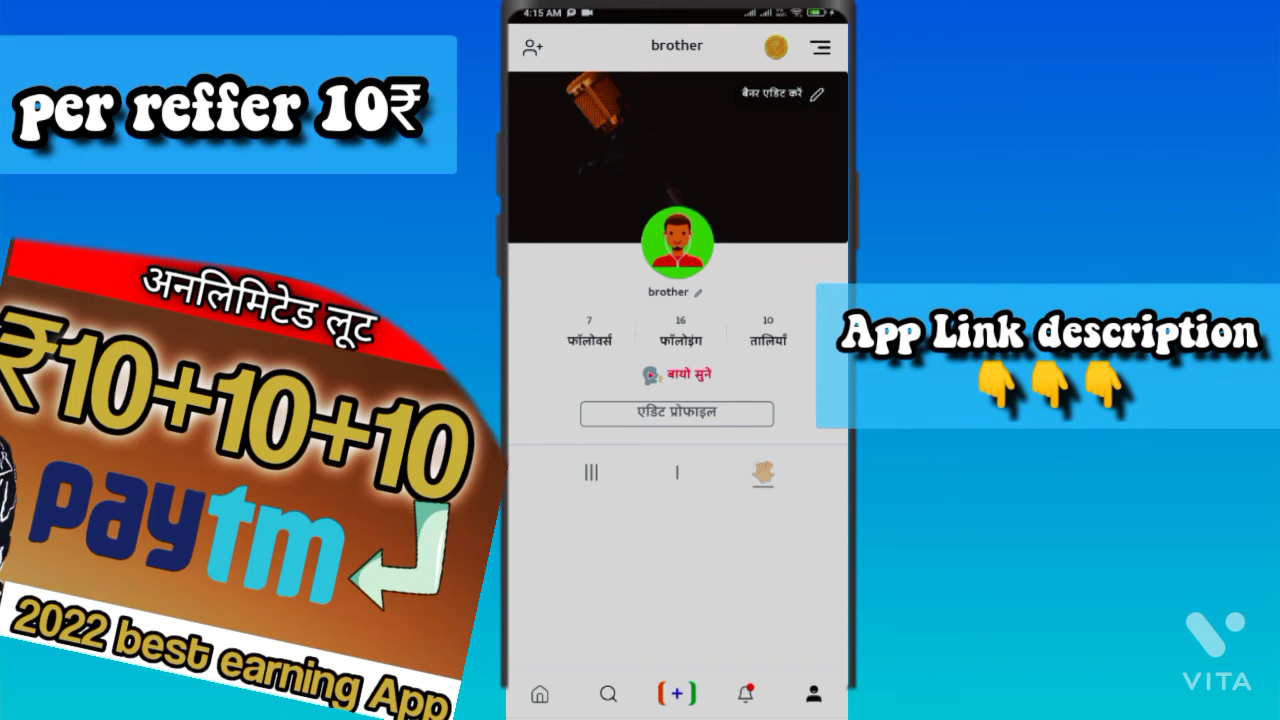 per reffer 10₹
अनलिमिटेड लूट
₹10+10+10
paytm
2022 best earning App
4:15 AM
brother
बैनर एडिट करें
brother
7 16 10
फॉलोवर्स फॉलोइंग तालियाँ
बायो सुने
एडिट प्रोफाइल
App Link description
VITA